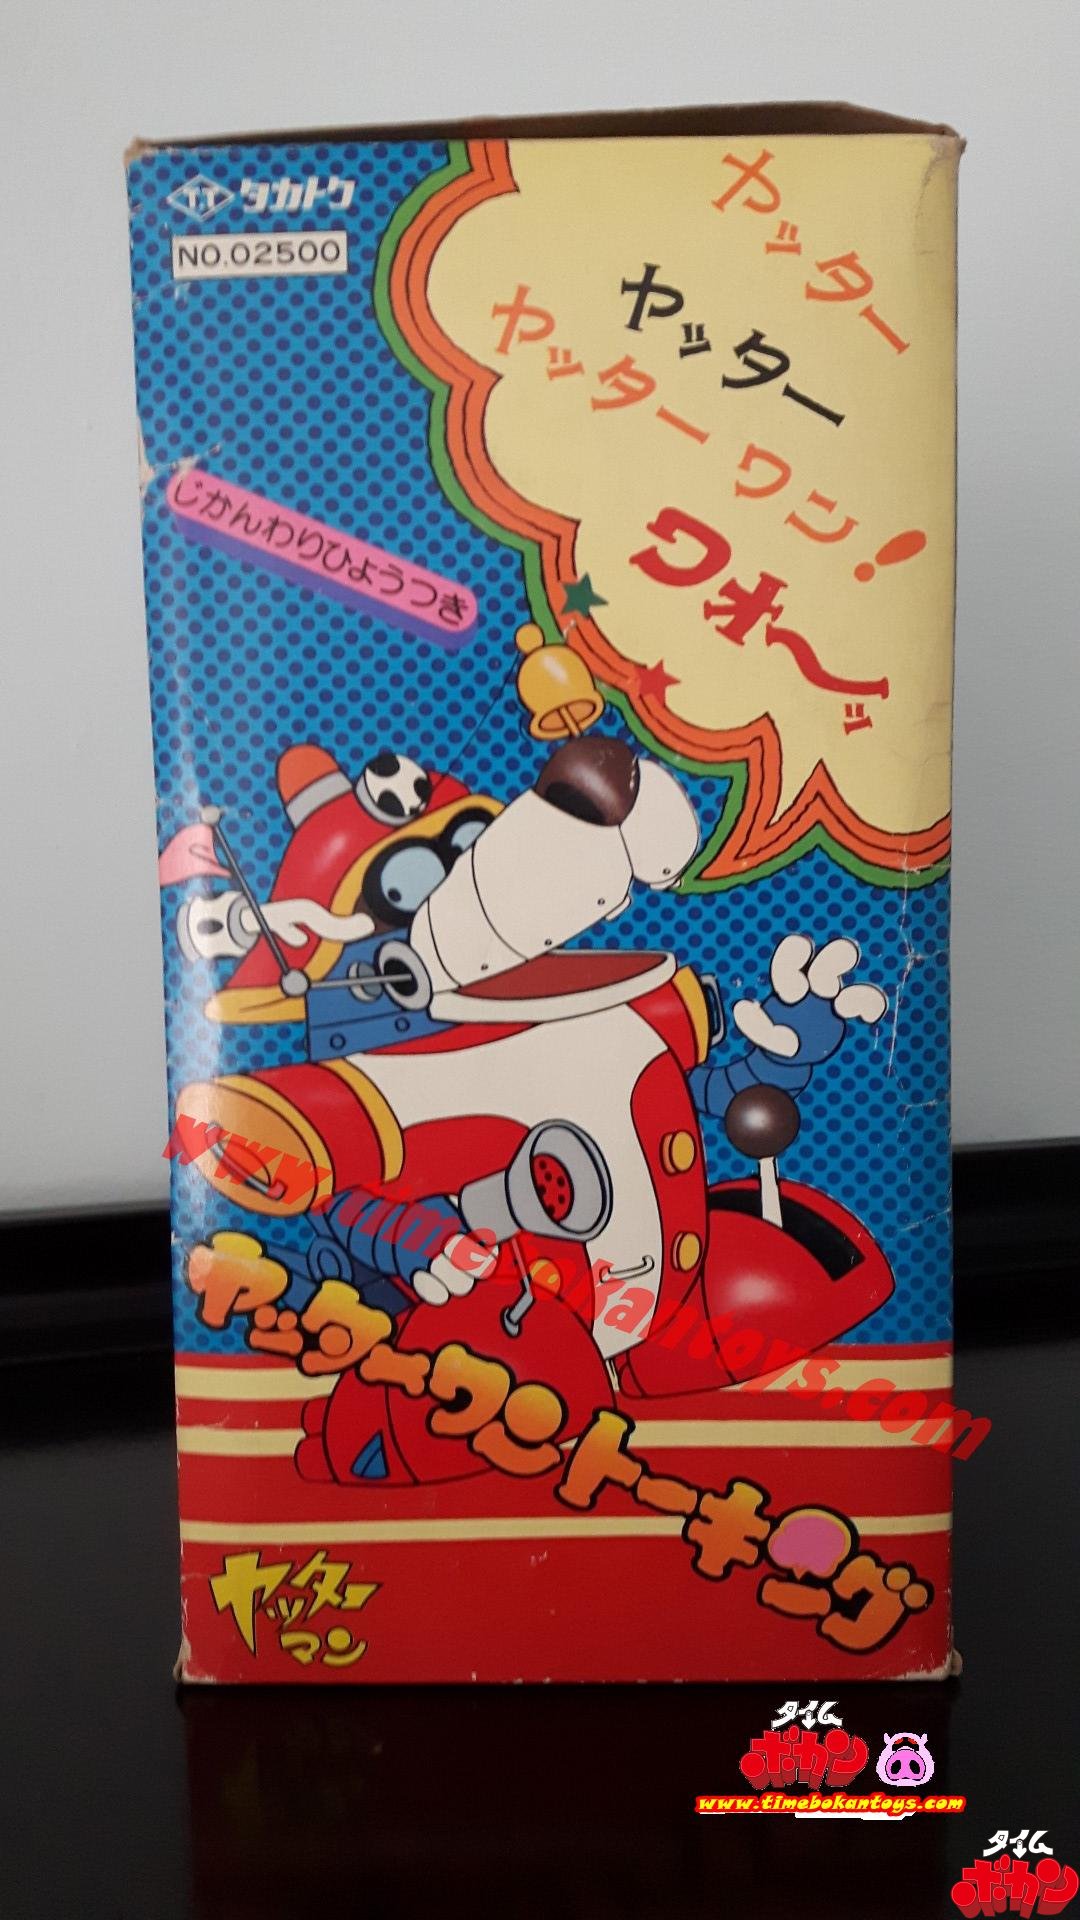 T.T タカトク
NO.02500
ヤッター
ヤッター
ヤッターワン!
ワォ〜ッ
じかんわりひょうつき
www.timebokantoys.com
ヤッターワントーキング
ヤッター
マン
タイム
ボカン
www.timebokantoys.com
タイム
ボカン